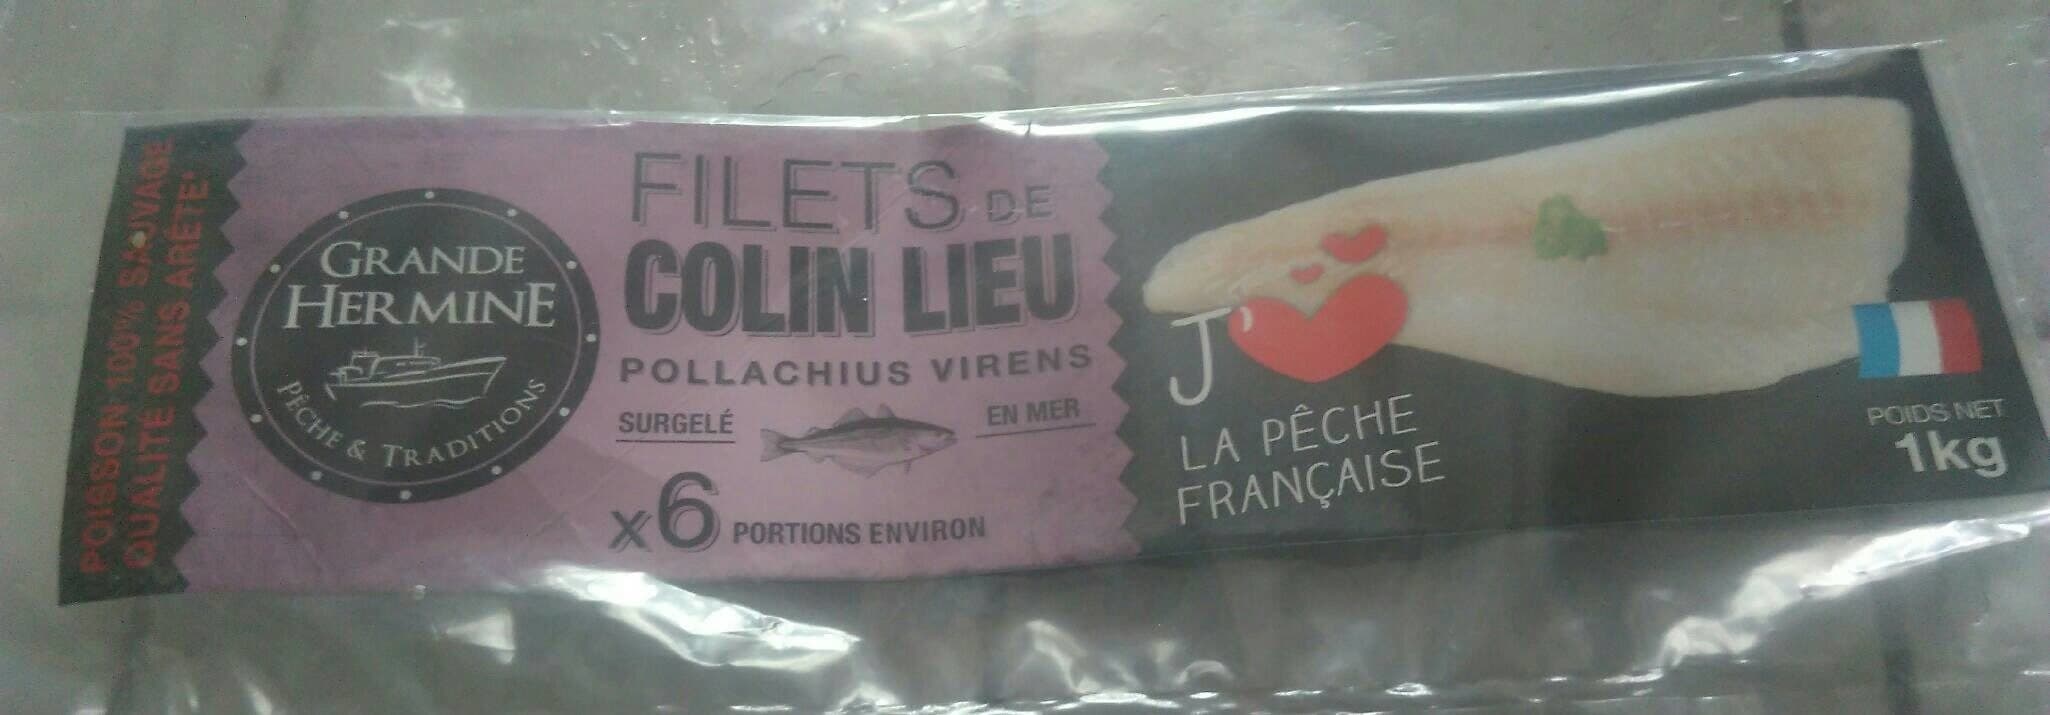 POISSON 100% SAUVAGE
QUALITÉ SANS ARÊTE*
GRANDE
HERMINE
PÊCHE & TRADITIONS
FILETS DE
COLIN LIEU
POLLACHIUS VIRENS
SURGELÉ EN MER
x6 PORTIONS ENVIRON
J'
LA PÊCHE
FRANÇAISE
POIDS NET
1kg